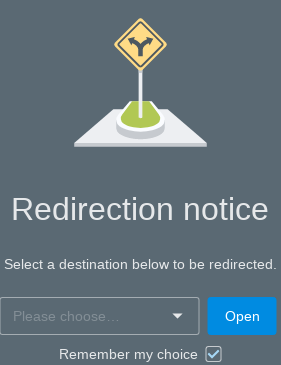 Redirection notice
Select a destination below to be redirected.
Please choose...
Open
Remember my choice